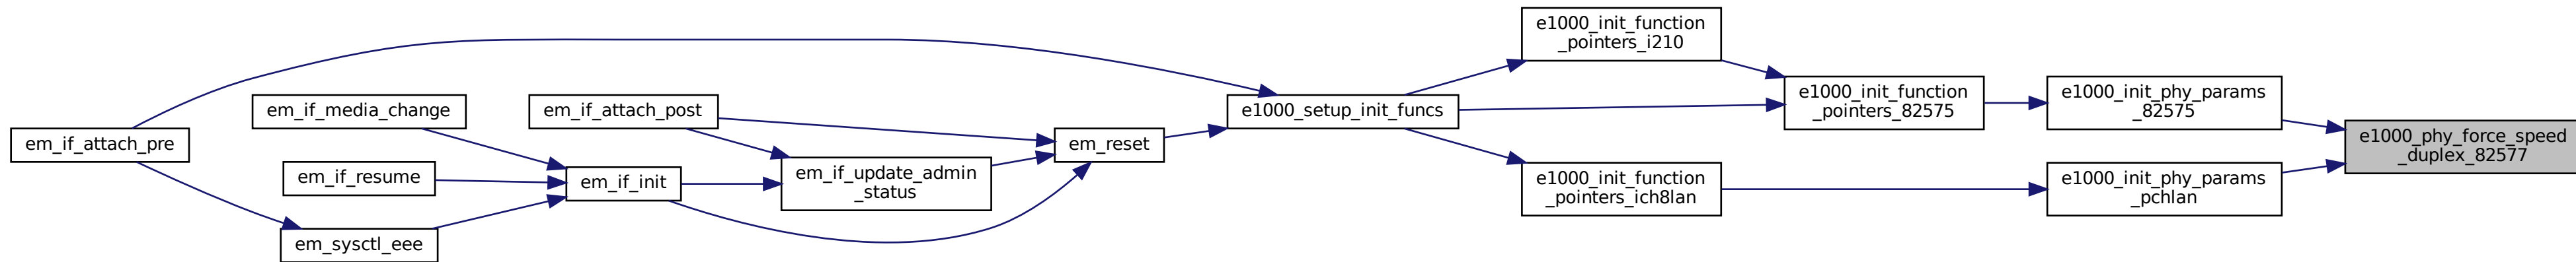 em_if_attach_pre
em_if_media_change
em_if_resume
em_sysctl_eee
em_if_attach_post
em_if_init
em_if_update_admin
_status
em_reset
e1000_setup_init_funcs
e1000_init_function
_pointers_i210
e1000_init_function
_pointers_ich8lan
e1000_init_function
_pointers_82575
e1000_init_phy_params
_82575
e1000_init_phy_params
_pchlan
e1000_phy_force_speed
_duplex_82577